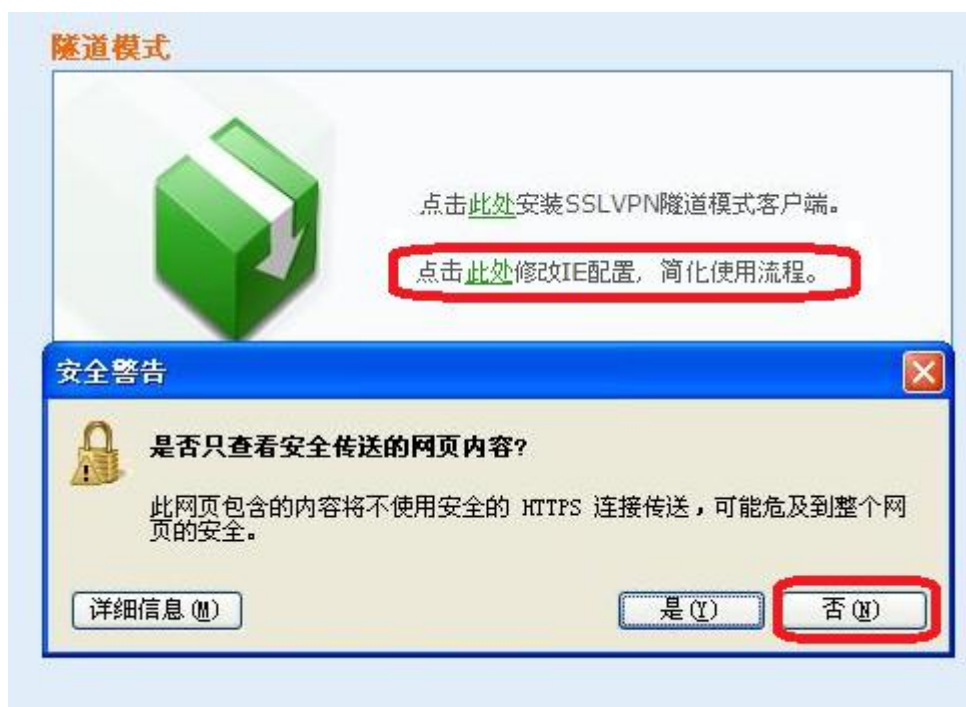 隧道模式
点击此处安装SSLVPN隧道模式客户端。
点击此处修改IE配置, 简化使用流程。
安全警告
是否只查看安全传送的网页内容?
此网页包含的内容将不使用安全的 HTTPS 连接传送，可能危及到整个网
页的安全。
详细信息(M) 是(Y) 否(N)